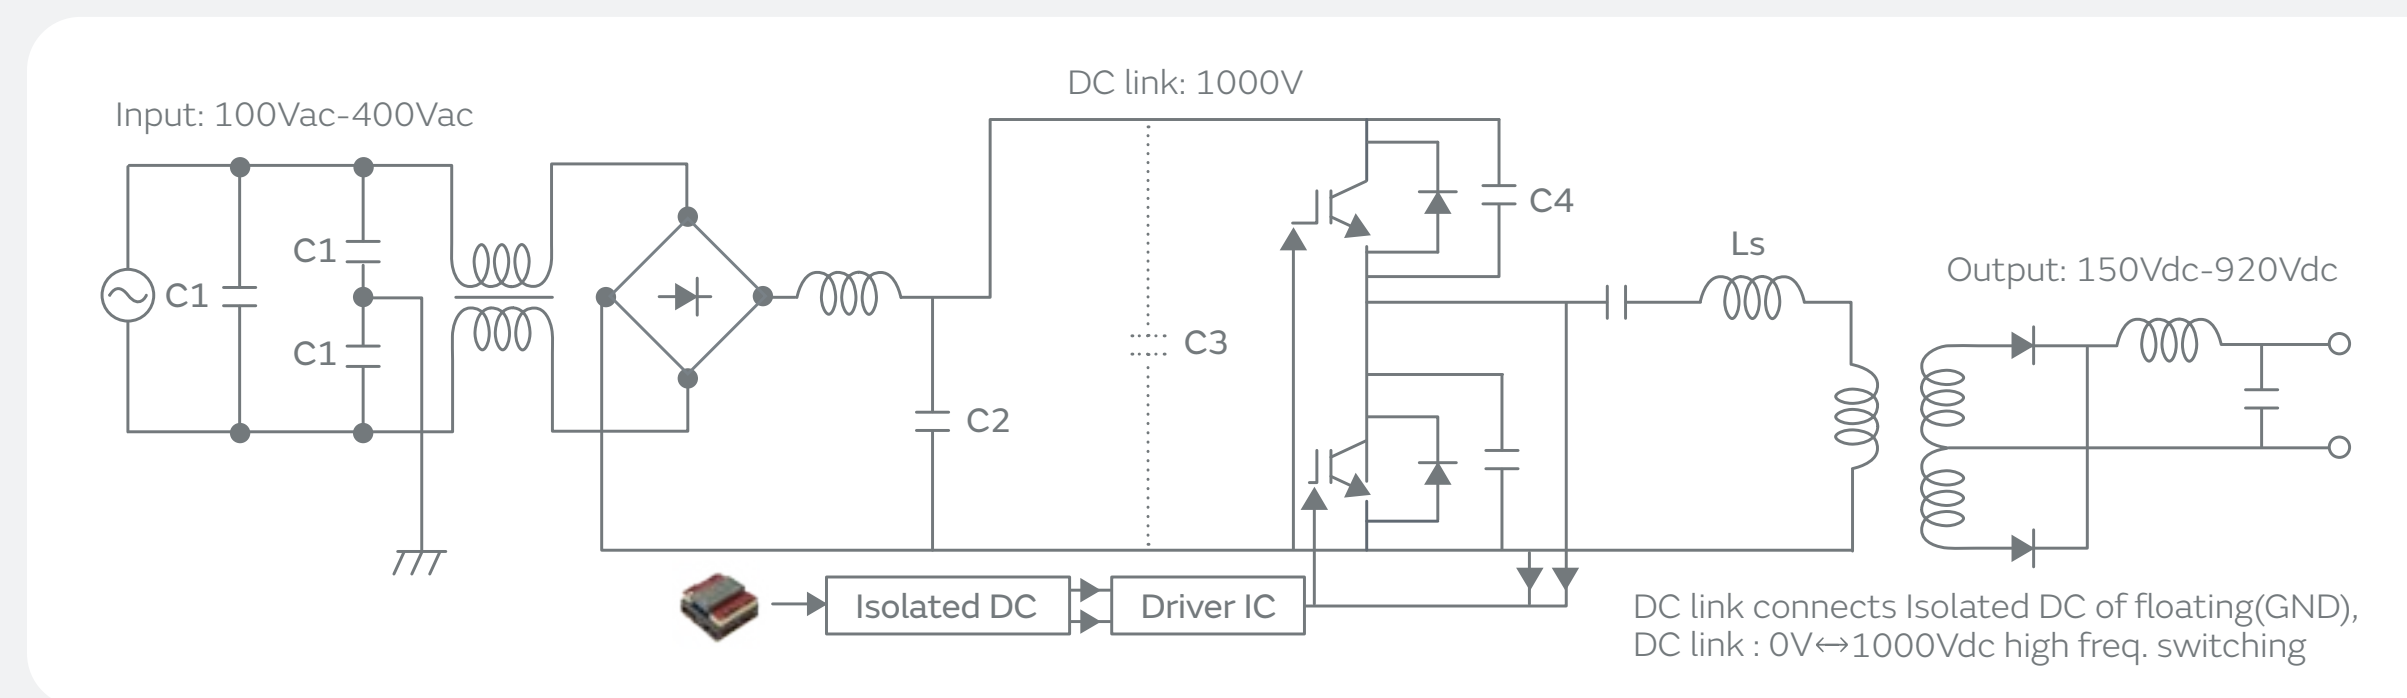 DC link: 1000V
Input: 100Vac-400Vac
C4
C1
C1
Ls
Output: 150Vdc-920Vdc
C1
C3
C2
Isolated DC
Driver IC
DC link connects Isolated DC of floating(GND),
DC link : 0V↔1000Vdc high freq. switching